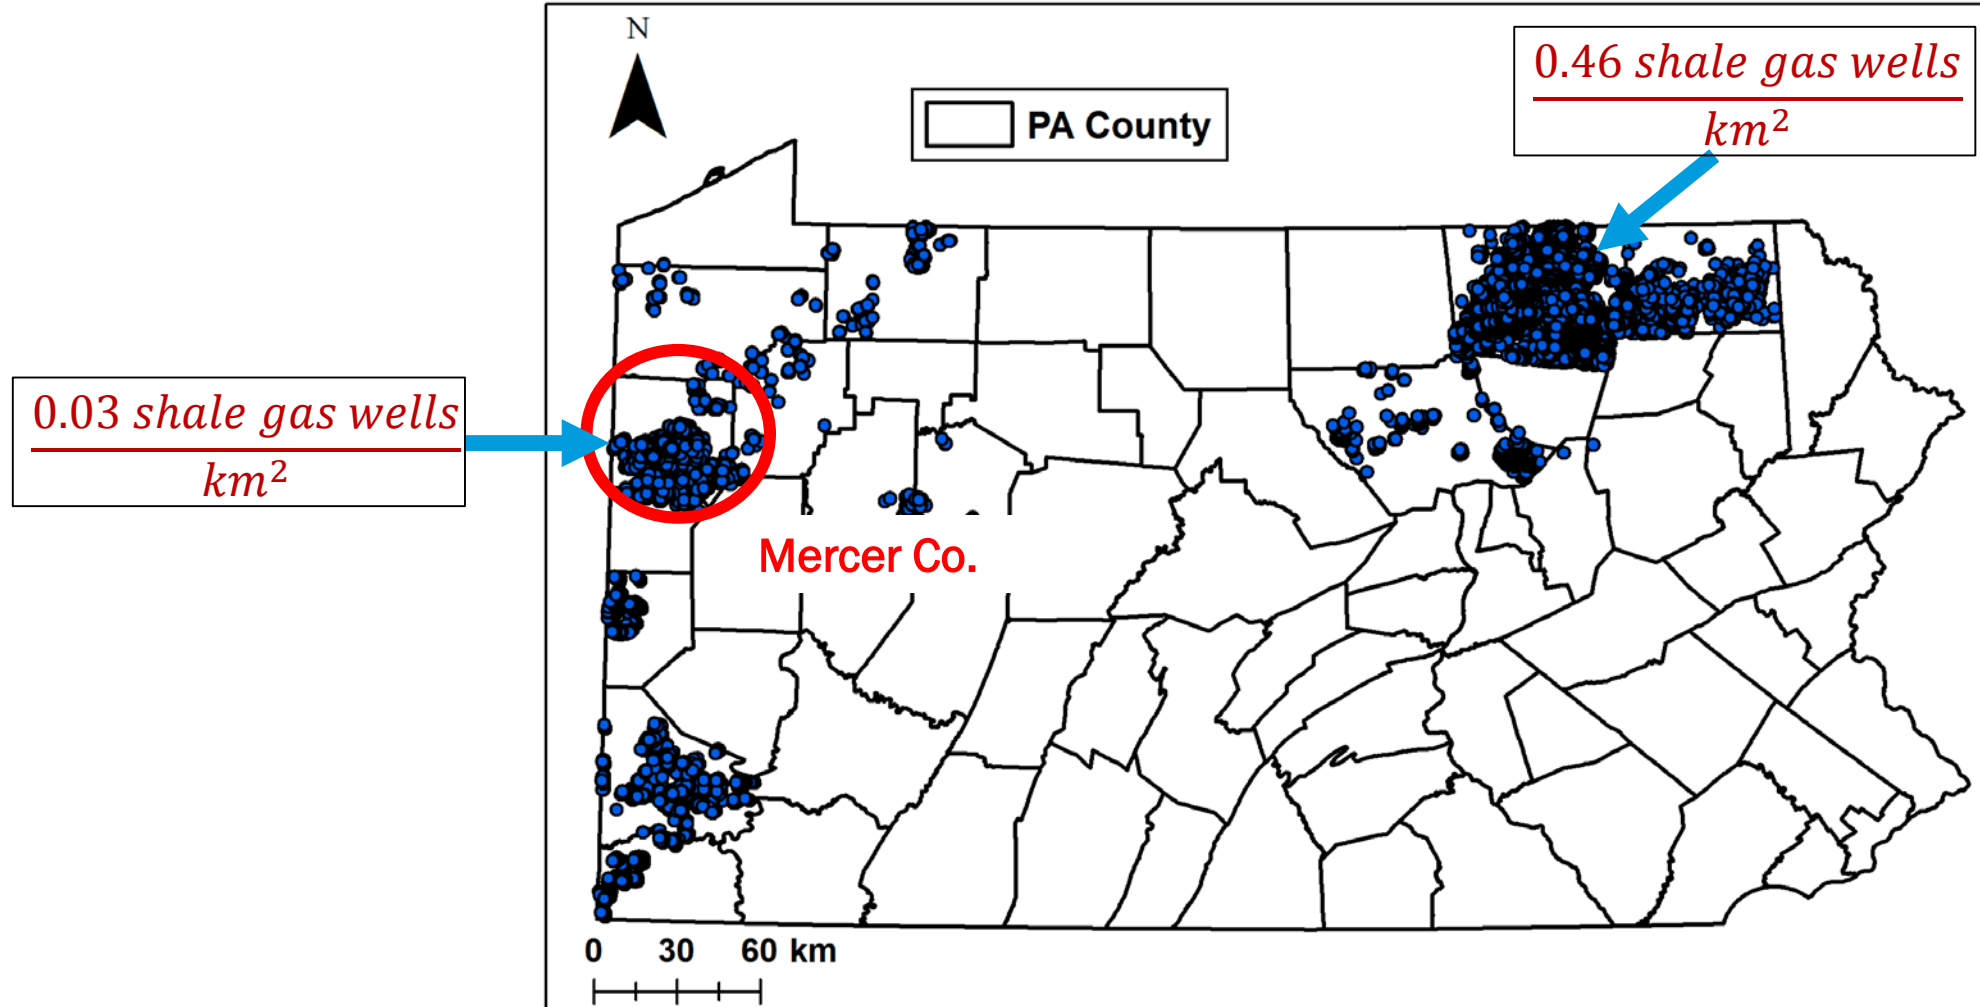 N
PA County
0.46 shale gas wells
km²
0.03 shale gas wells
km²
Mercer Co.
0 30 60 km